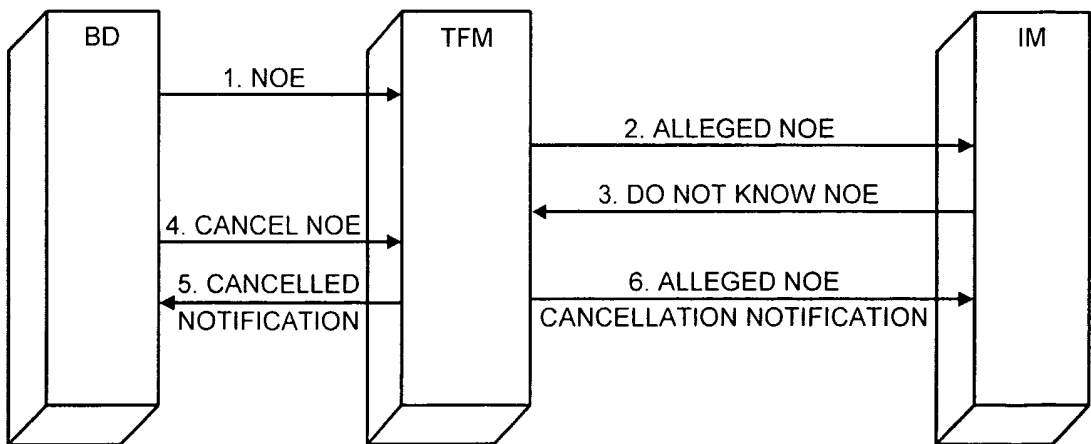 BD
TFM
IM
1. NOE
2. ALLEGED NOE
3. DO NOT KNOW NOE
4. CANCEL NOE
5. CANCELLED
NOTIFICATION
6. ALLEGED NOE
CANCELLATION NOTIFICATION